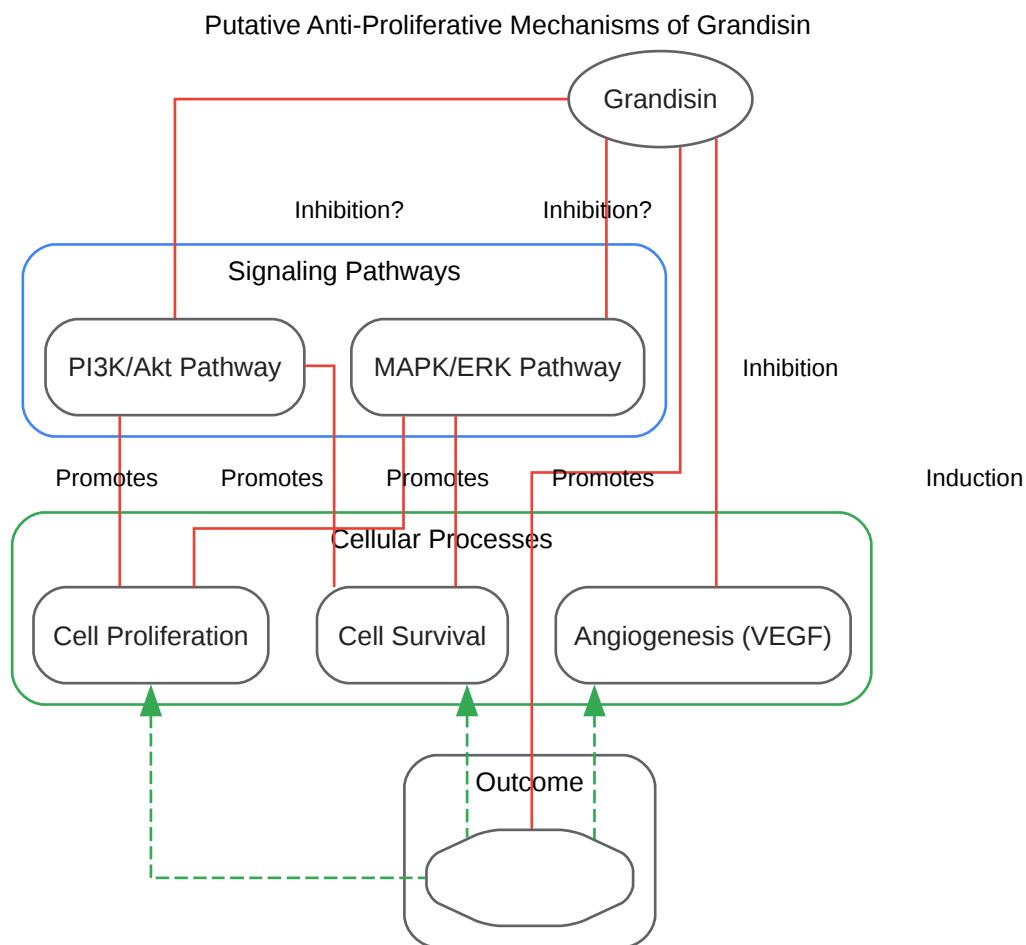 Putative Anti-Proliferative Mechanisms of Grandisin
Grandisin
Inhibition?
Inhibition?
Signaling Pathways
PI3K/Akt Pathway
MAPK/ERK Pathway
Inhibition
Promotes
Promotes
Promotes
Promotes
Induction
Cellular Processes
Cell Proliferation
Cell Survival
Angiogenesis (VEGF)
Outcome